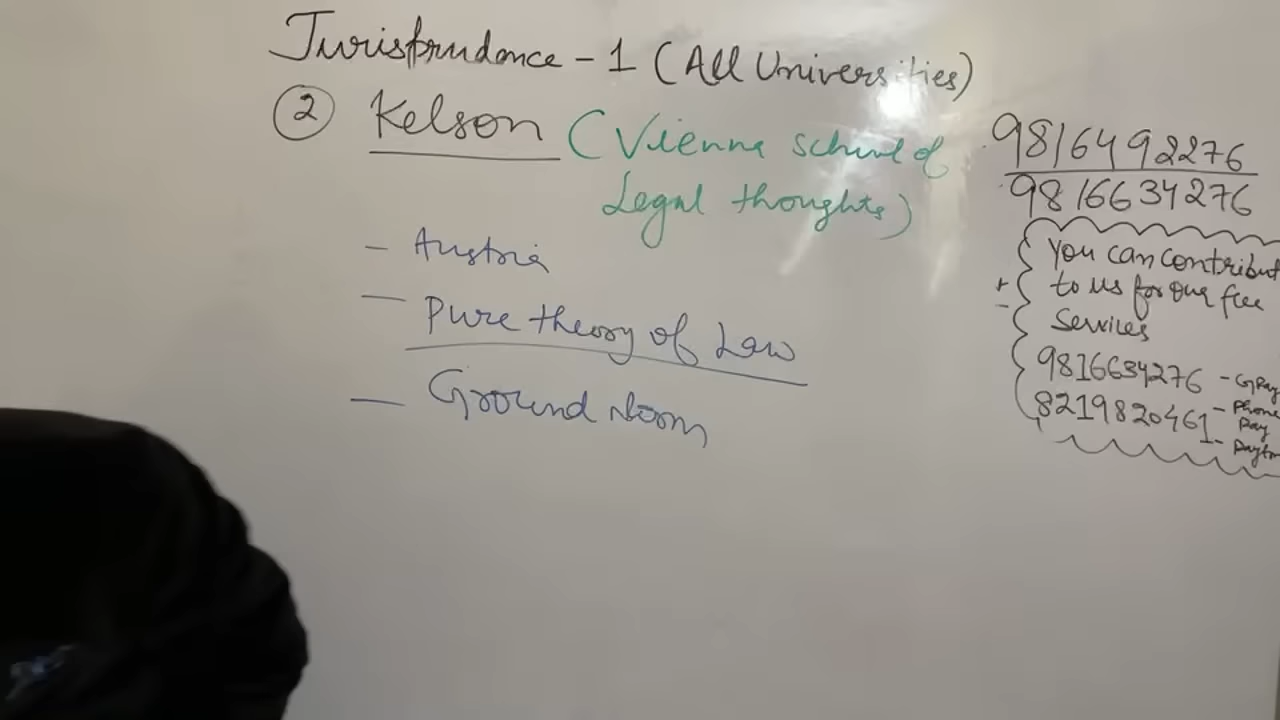 Jurisprudance - 1 (All Universities)
2 Kelson (Vienna school of
Legal thoughts)
- Austria
- Pure theory of Law
- Ground Norm
9816492276
9816634276
You can contribut
to us for our free
Services
9816634276 - GPay
8219820461 - Phone
Pay
- Paytm